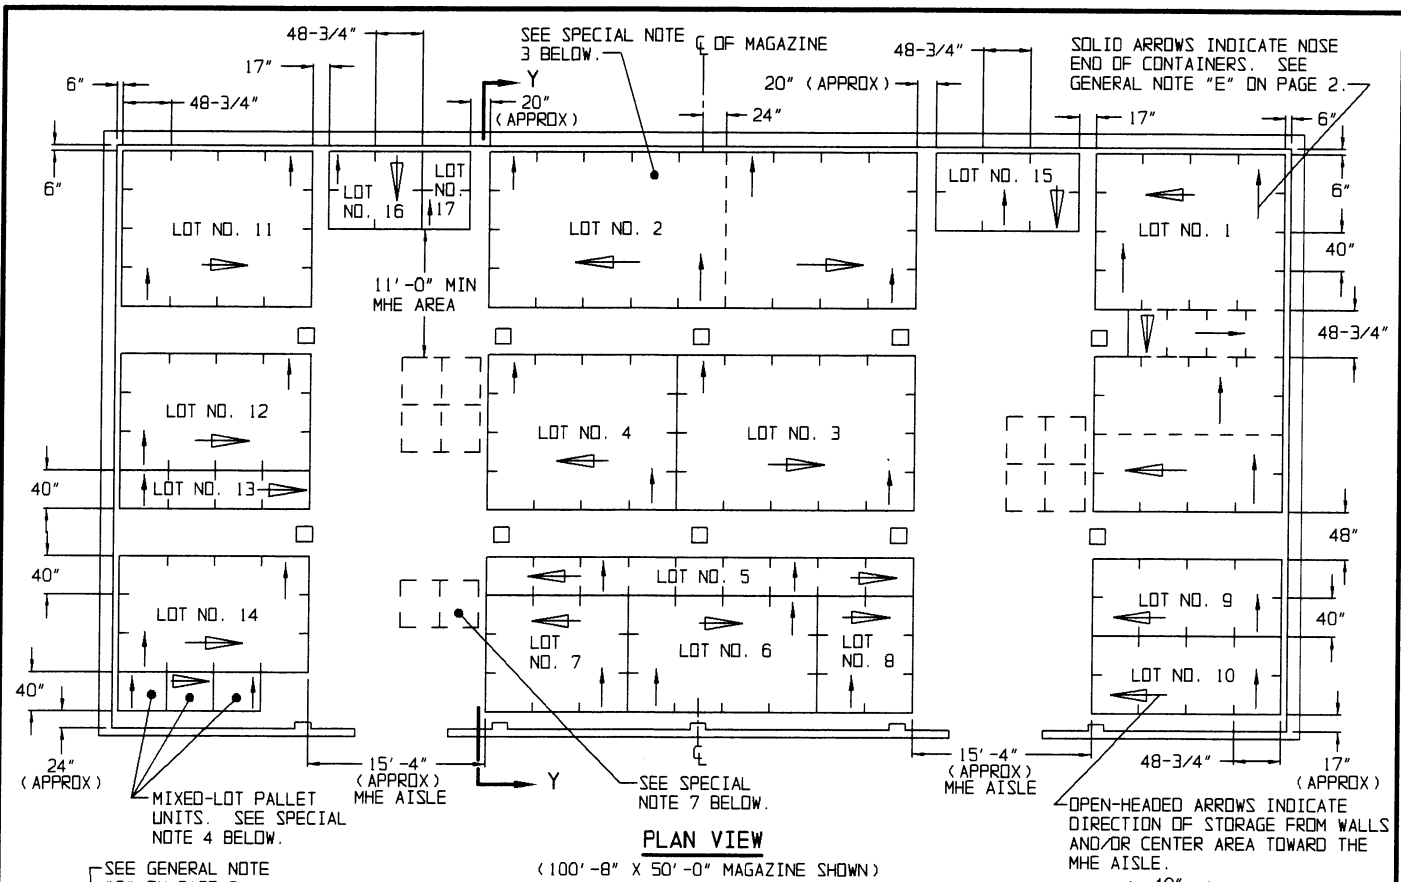 48-3/4"
SEE SPECIAL NOTE
3 BELOW.
℄ OF MAGAZINE
48-3/4"
SOLID ARROWS INDICATE NOSE
END OF CONTAINERS. SEE
GENERAL NOTE "E" ON PAGE 2.
17"
Y
20" (APPROX)
6"
48-3/4"
20"
(APPROX)
24"
17"
6"
6"
6"
LOT
NO. 16
LOT
NO.
17
LOT NO. 15
LOT NO. 11
LOT NO. 2
LOT NO. 1
40"
11'-0" MIN
MHE AREA
48-3/4"
LOT NO. 12
LOT NO. 4
LOT NO. 3
40"
LOT NO. 13
48"
40"
LOT NO. 5
LOT NO. 9
LOT NO. 14
40"
LOT
NO. 7
LOT NO. 6
LOT
NO. 8
40"
LOT NO. 10
24"
(APPROX)
15'-4"
(APPROX)
MHE AISLE
℄
Y
15'-4"
(APPROX)
MHE AISLE
48-3/4"
17"
(APPROX)
MIXED-LOT PALLET
UNITS. SEE SPECIAL
NOTE 4 BELOW.
SEE SPECIAL
NOTE 7 BELOW.
OPEN-HEADED ARROWS INDICATE
DIRECTION OF STORAGE FROM WALLS
AND/OR CENTER AREA TOWARD THE
MHE AISLE.
PLAN VIEW
(100'-8" X 50'-0" MAGAZINE SHOWN)
SEE GENERAL NOTE